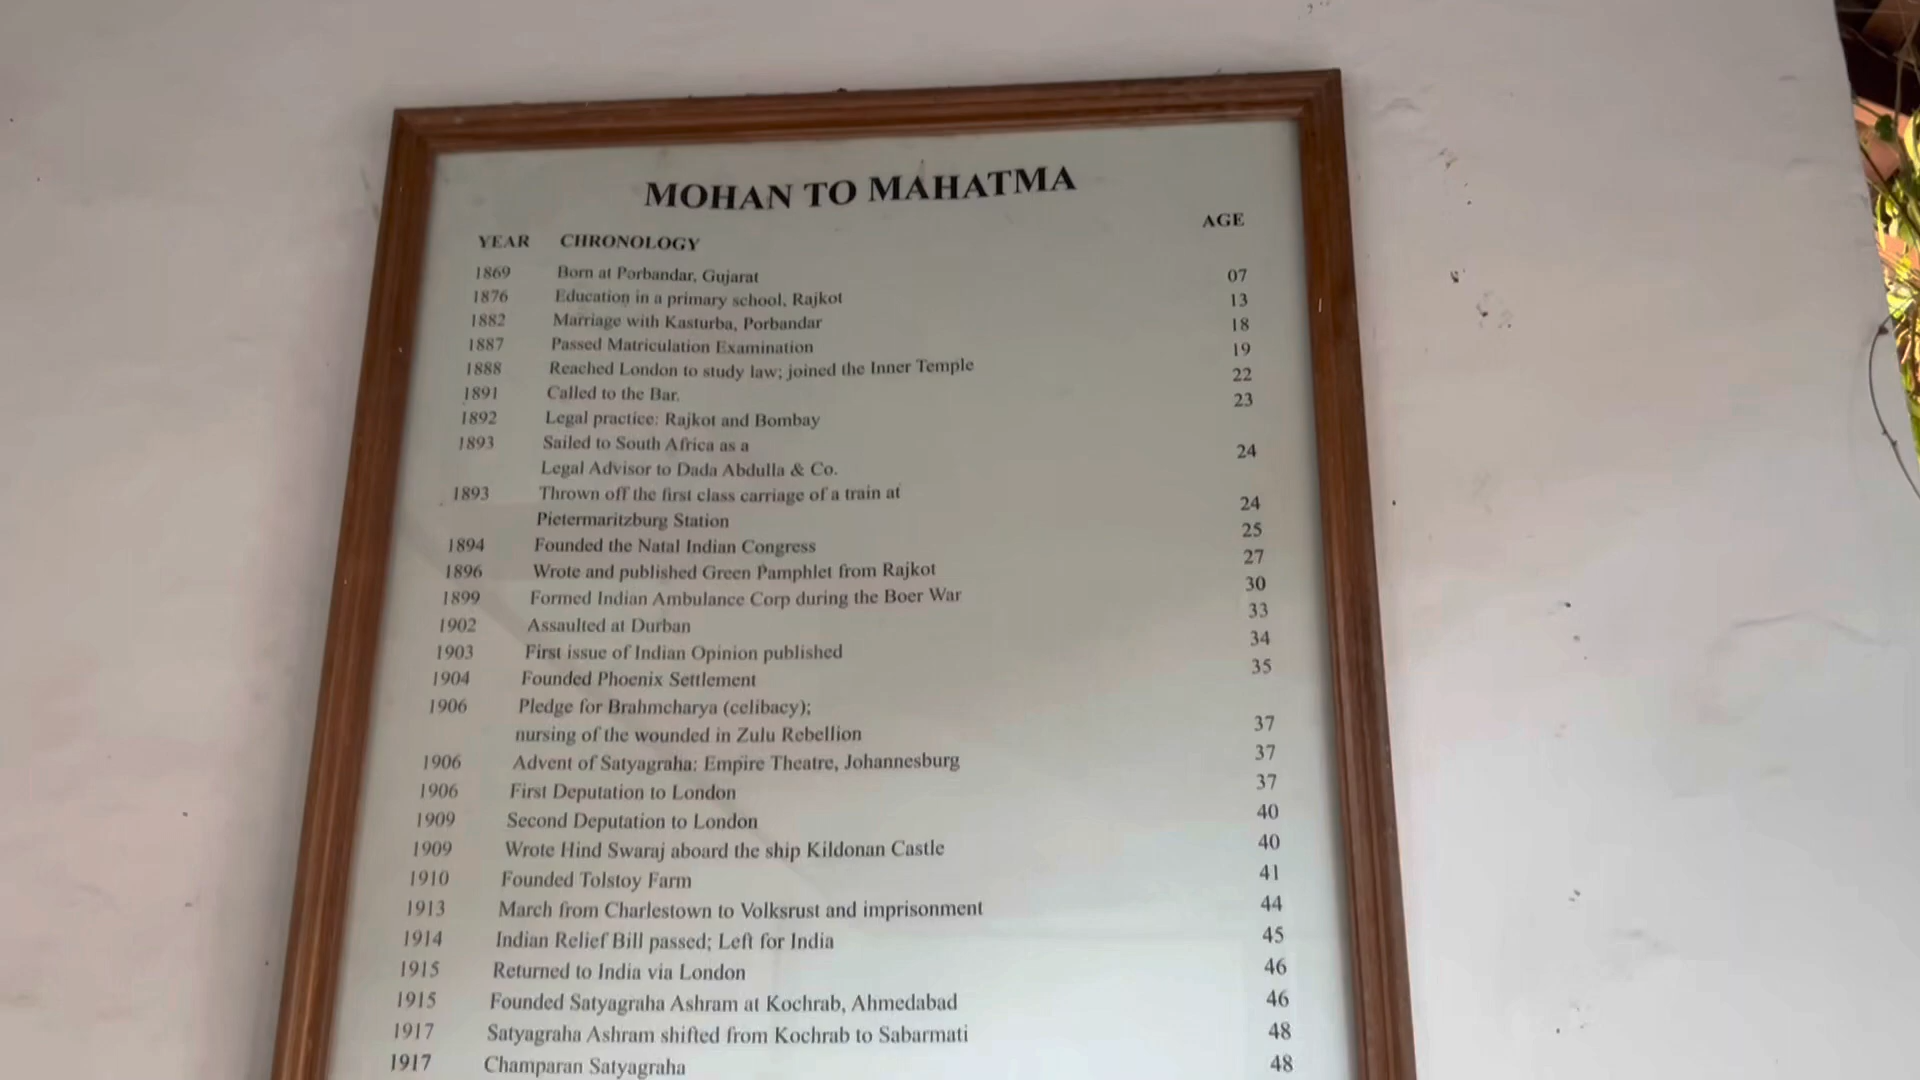 MOHAN TO MAHATMA
YEAR CHRONOLOGY AGE
1869 Born at Porbandar, Gujarat
1876 Education in a primary school, Rajkot 07
1882 Marriage with Kasturba, Porbandar 13
1887 Passed Matriculation Examination 18
1888 Reached London to study law; joined the Inner Temple 19
1891 Called to the Bar. 22
1892 Legal practice: Rajkot and Bombay 23
1893 Sailed to South Africa as a
Legal Advisor to Dada Abdulla & Co. 24
1893 Thrown off the first class carriage of a train at
Pietermaritzburg Station 24
1894 Founded the Natal Indian Congress 25
1896 Wrote and published Green Pamphlet from Rajkot 27
1899 Formed Indian Ambulance Corp during the Boer War 30
1902 Assaulted at Durban 33
1903 First issue of Indian Opinion published 34
1904 Founded Phoenix Settlement 35
1906 Pledge for Brahmcharya (celibacy);
nursing of the wounded in Zulu Rebellion 37
1906 Advent of Satyagraha: Empire Theatre, Johannesburg 37
1906 First Deputation to London 37
1909 Second Deputation to London 40
1909 Wrote Hind Swaraj aboard the ship Kildonan Castle 40
1910 Founded Tolstoy Farm 41
1913 March from Charlestown to Volksrust and imprisonment 44
1914 Indian Relief Bill passed; Left for India 45
1915 Returned to India via London 46
1915 Founded Satyagraha Ashram at Kochrab, Ahmedabad 46
1917 Satyagraha Ashram shifted from Kochrab to Sabarmati 48
1917 Champaran Satyagraha 48